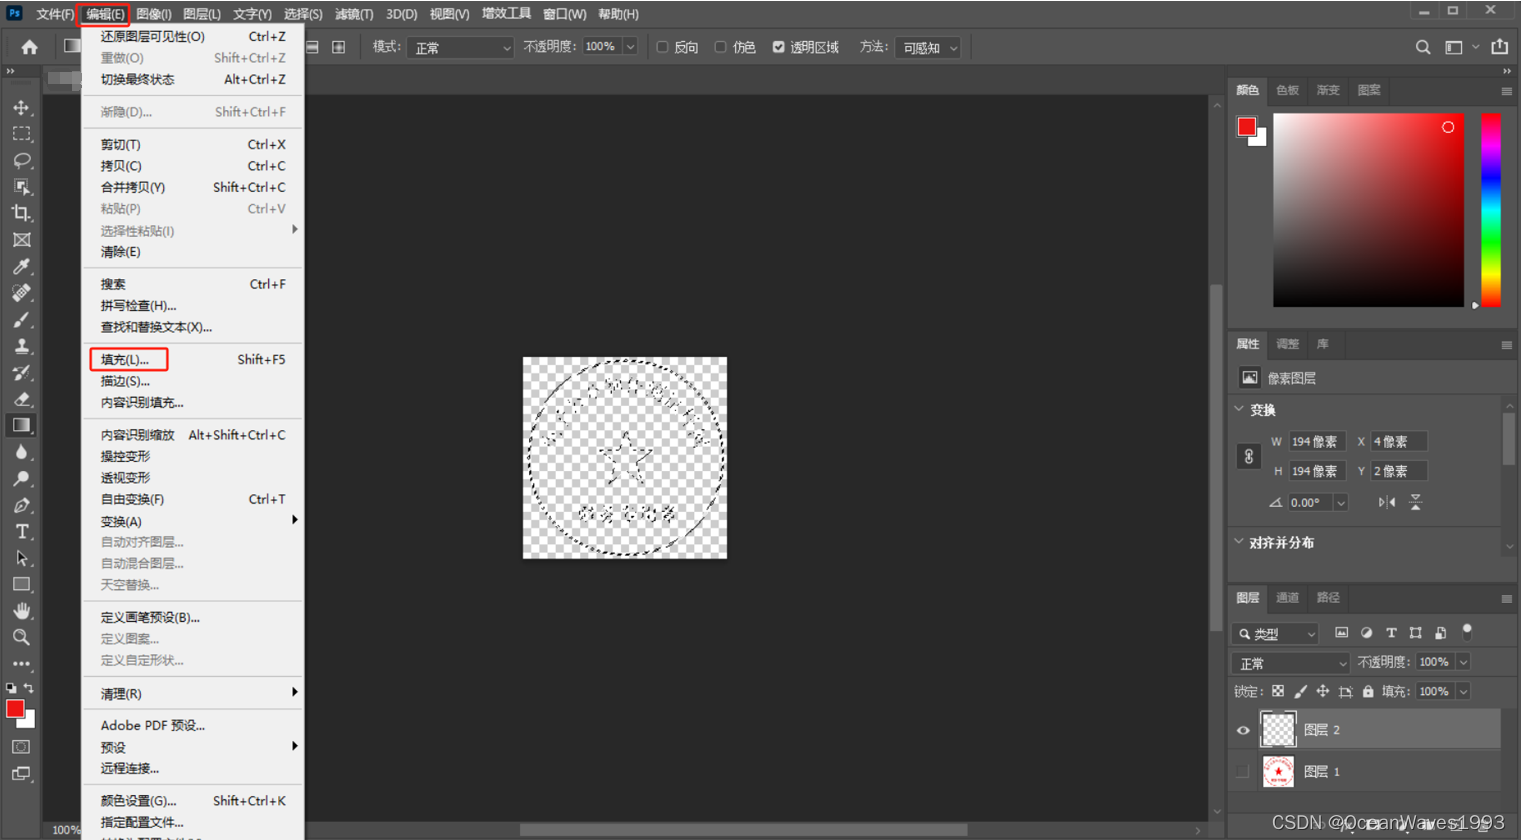 Ps 文件(F) 编辑(E) 图像(I) 图层(L) 文字(Y) 选择(S) 滤镜(T) 3D(D) 视图(V) 增效工具 窗口(W) 帮助(H)
模式: 正常 不透明度: 100% 反向 仿色 透明区域 方法: 可感知
还原图层可见性(O) Ctrl+Z
重做(O) Shift+Ctrl+Z
切换最终状态 Alt+Ctrl+Z
渐隐(D)... Shift+Ctrl+F
剪切(T) Ctrl+X
拷贝(C) Ctrl+C
合并拷贝(Y) Shift+Ctrl+C
粘贴(P) Ctrl+V
选择性粘贴(I)
清除(E)
搜索 Ctrl+F
拼写检查(H)...
查找和替换文本(X)...
填充(L)... Shift+F5
描边(S)...
内容识别填充...
内容识别缩放 Alt+Shift+Ctrl+C
操控变形
透视变形
自由变换(F) Ctrl+T
变换(A)
自动对齐图层...
自动混合图层...
天空替换...
定义画笔预设(B)...
定义图案...
定义自定形状...
清理(R)
Adobe PDF 预设...
预设
远程连接...
颜色设置(G)... Shift+Ctrl+K
指定配置文件...
100%
颜色 色板 渐变 图案
属性 调整 库
像素图层
变换
W 194 像素 X 4 像素
H 194 像素 Y 2 像素
0.00°
对齐并分布
图层 通道 路径
类型
正常 不透明度: 100%
锁定: 填充: 100%
图层 2
图层 1
CSDN @OceanWaves1993